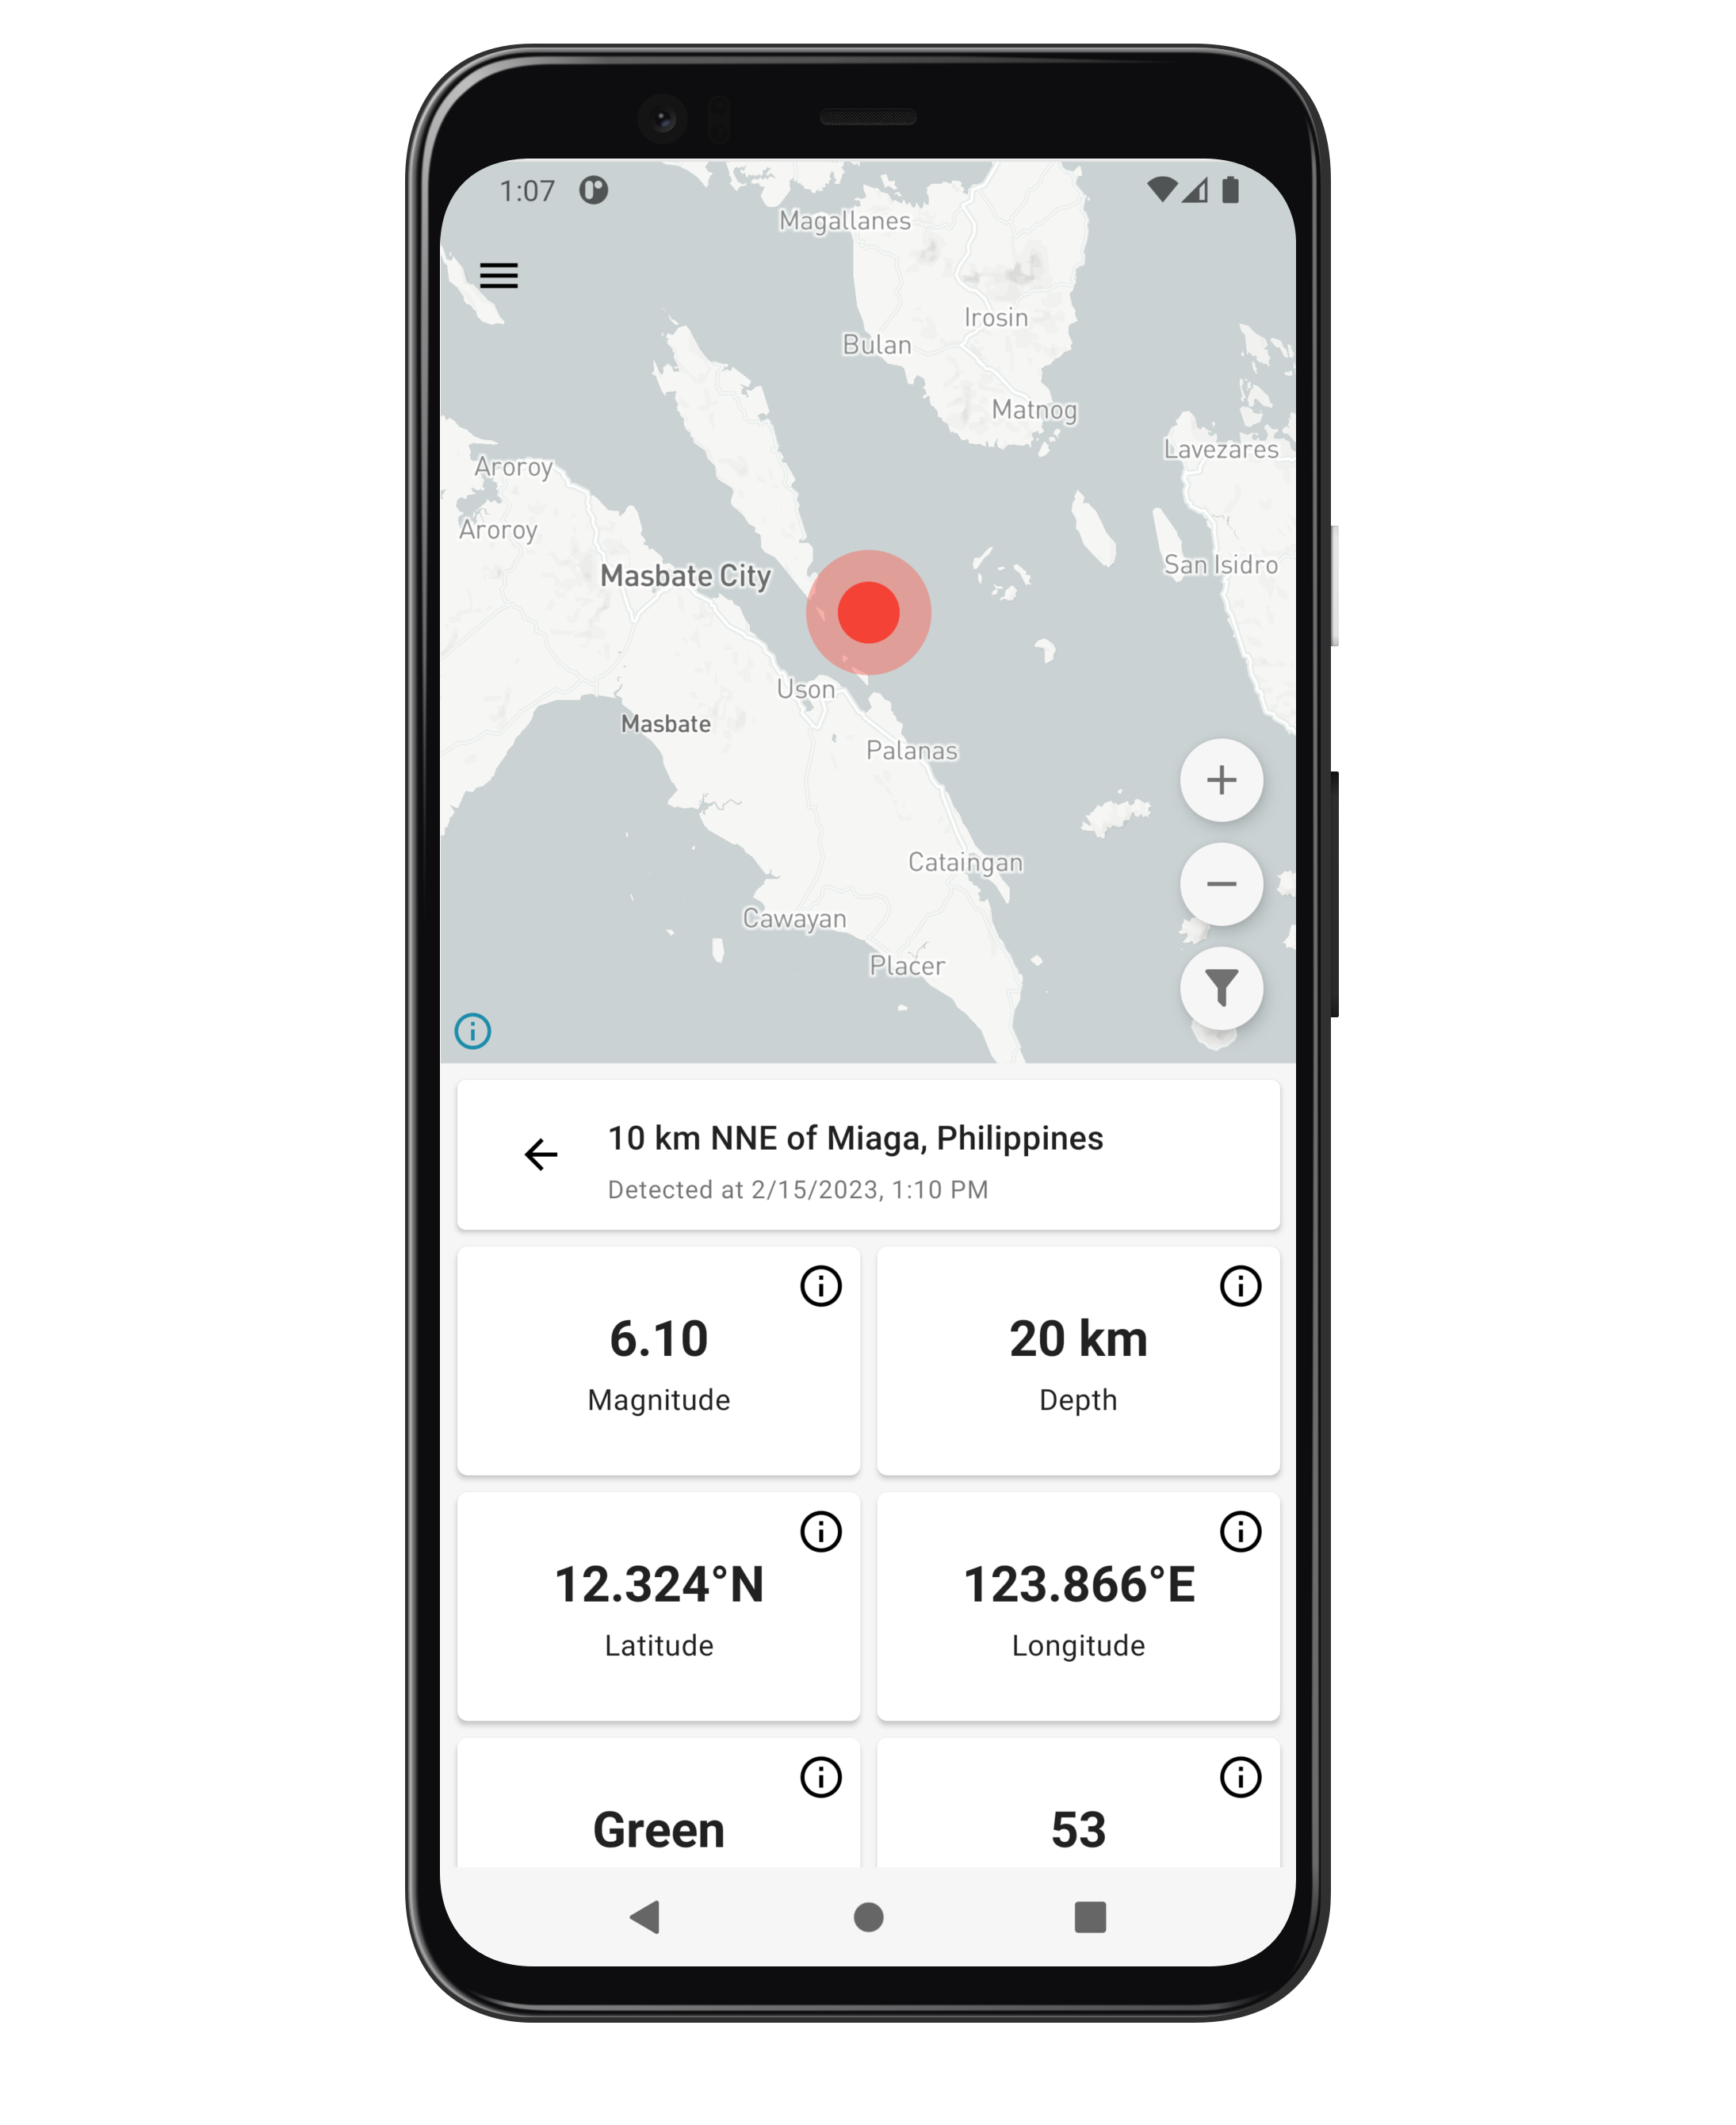 1:07
Magallanes
Irosin
Bulan
Matnog
Lavezares
Aroroy
Aroroy
San Isidro
Masbate City
Uson
Masbate
Palanas
Cataingan
Cawayan
Placer
10 km NNE of Miaga, Philippines
Detected at 2/15/2023, 1:10 PM
6.10
Magnitude
20 km
Depth
12.324°N
Latitude
123.866°E
Longitude
Green
53